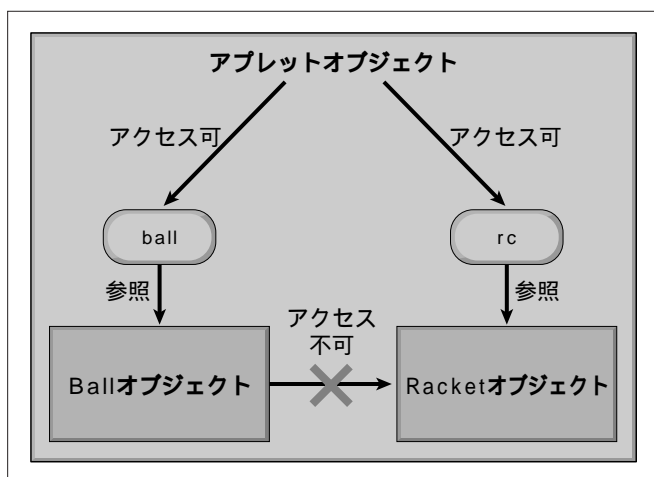 アプレットオブジェクト
アクセス可
アクセス可
ball
rc
参照
参照
アクセス
不可
Ballオブジェクト
Racketオブジェクト